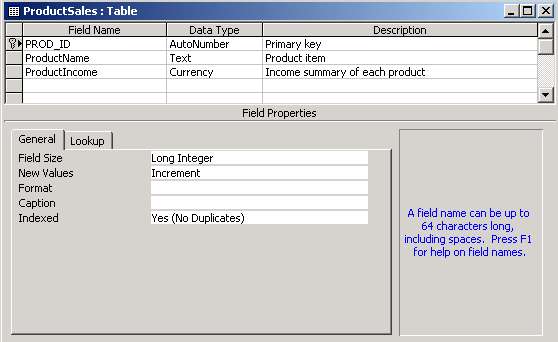 ProductSales : Table
Field Name Data Type Description
PROD_ID AutoNumber Primary key
ProductName Text Product item
ProductIncome Currency Income summary of each product
Field Properties
General Lookup
Field Size Long Integer
New Values Increment
Format
Caption
Indexed Yes (No Duplicates)
A field name can be up to
64 characters long,
including spaces. Press F1
for help on field names.